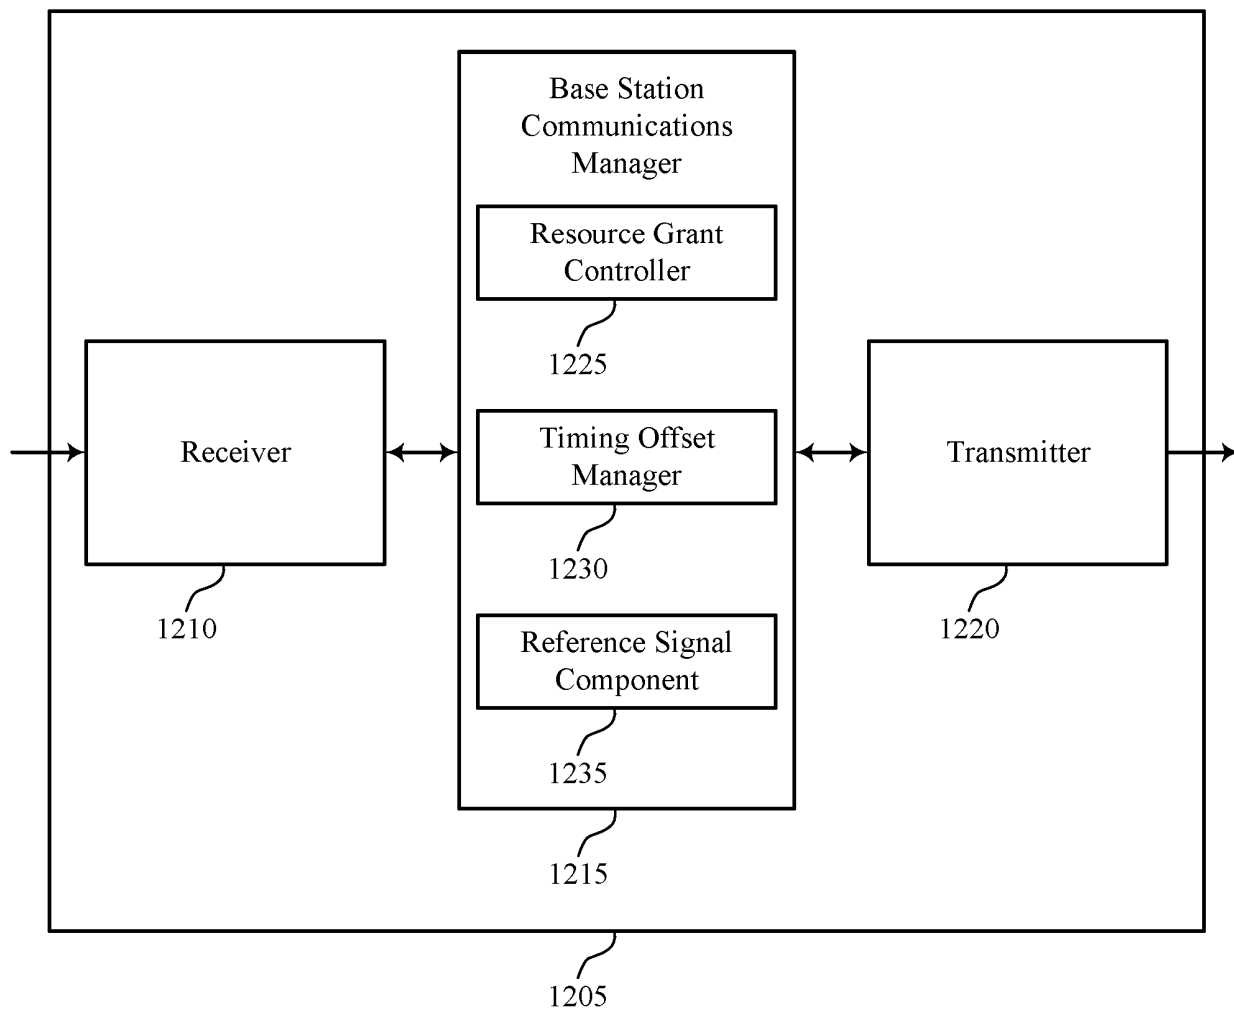 Base Station
Communications
Manager
Resource Grant
Controller
1225
Receiver
1210
Timing Offset
Manager
1230
Transmitter
1220
Reference Signal
Component
1235
1215
1205